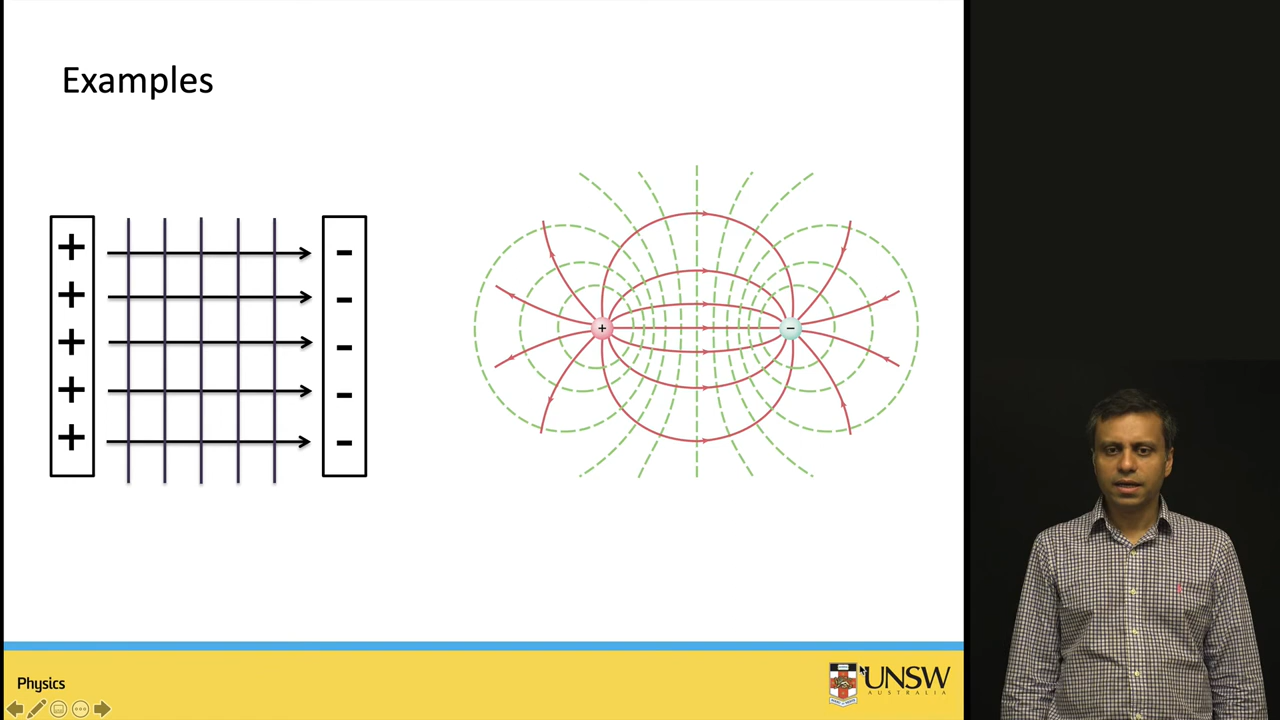 Examples
+ -
+ -
+ -
+ -
+ -
+ −
Physics
UNSW
AUSTRALIA